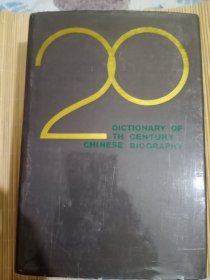 20
DICTIONARY OF
TH CENTURY
CHINESE BIOGRAPHY